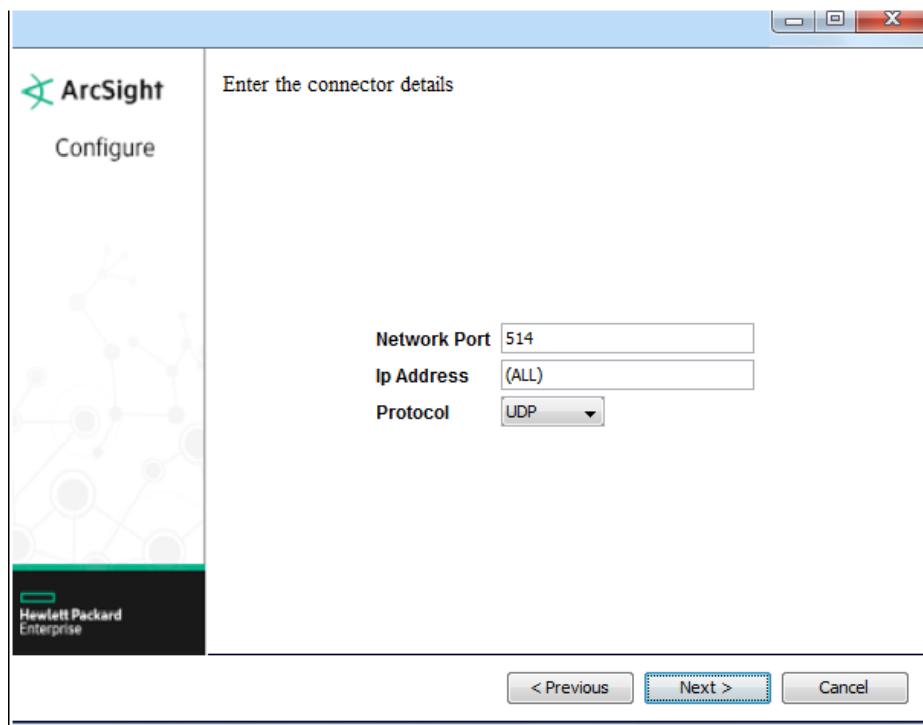 ArcSight
Configure
Enter the connector details
Network Port 514
Ip Address (ALL)
Protocol UDP
Hewlett Packard
Enterprise
< Previous Next > Cancel